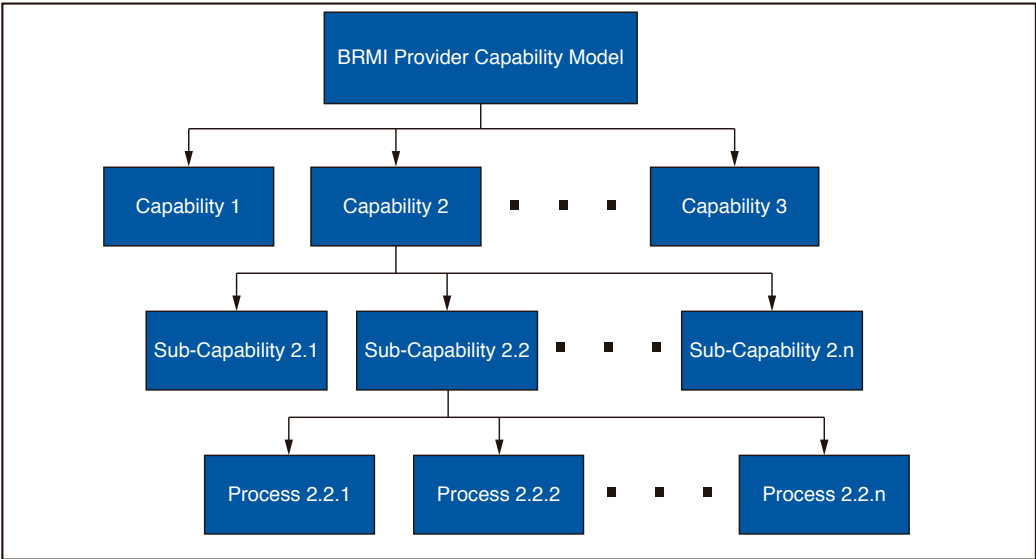 BRMI Provider Capability Model
Capability 1
Capability 2
Capability 3
Sub-Capability 2.1
Sub-Capability 2.2
Sub-Capability 2.n
Process 2.2.1
Process 2.2.2
Process 2.2.n